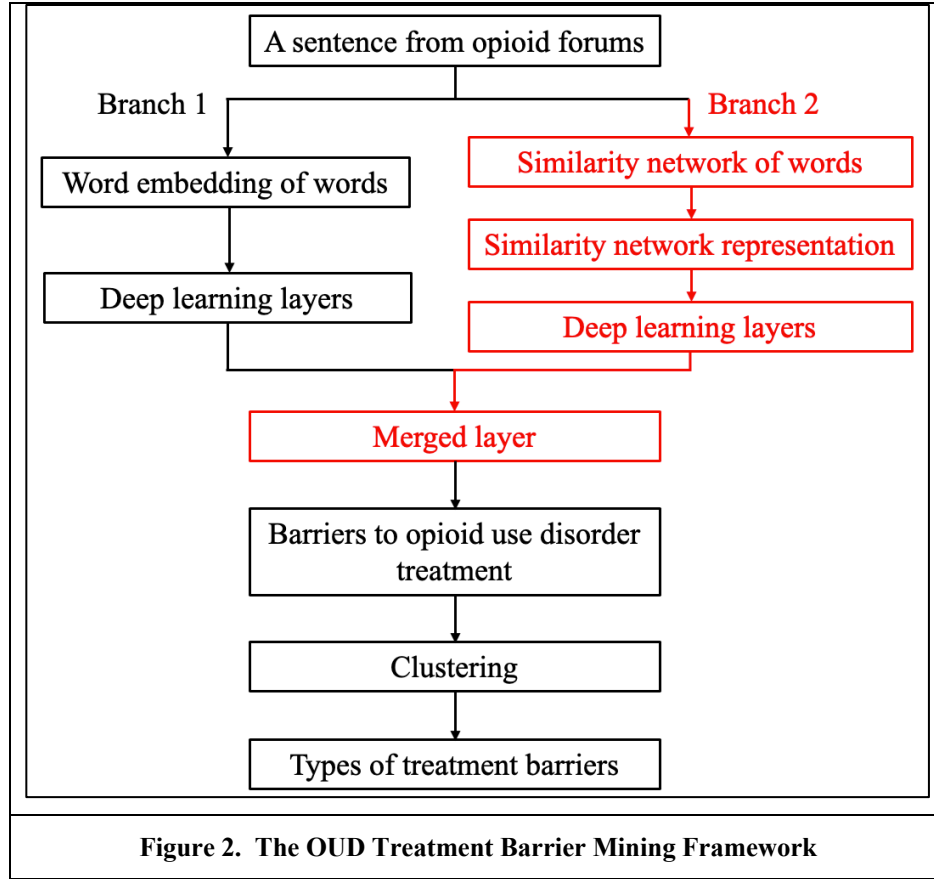 A sentence from opioid forums
Branch 1
Branch 2
Word embedding of words
Deep learning layers
Similarity network of words
Similarity network representation
Deep learning layers
Merged layer
Barriers to opioid use disorder
treatment
Clustering
Types of treatment barriers
Figure 2. The OUD Treatment Barrier Mining Framework